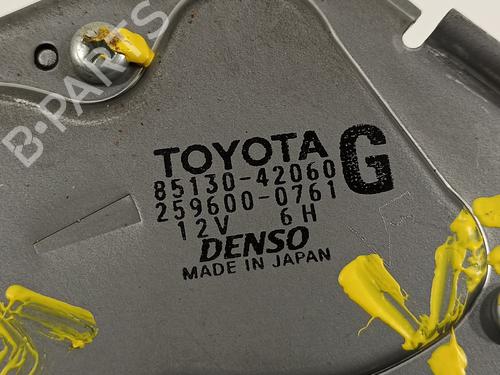 B-PARTS
TOYOTA
G
85130-42060
259600-0761
12V 6H
DENSO
MADE IN JAPAN